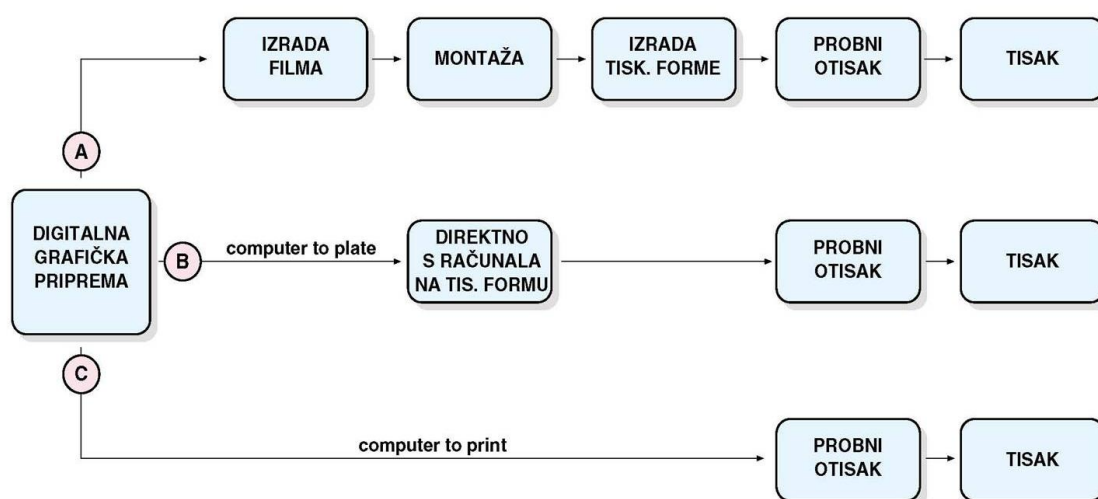 IZRADA
FILMA
MONTAŽA
IZRADA
TISK. FORME
PROBNI
OTISAK
TISAK
A
DIGITALNA
GRAFIČKA
PRIPREMA
B
computer to plate
DIREKTNO
S RAČUNALA
NA TIS. FORMU
PROBNI
OTISAK
TISAK
C
computer to print
PROBNI
OTISAK
TISAK